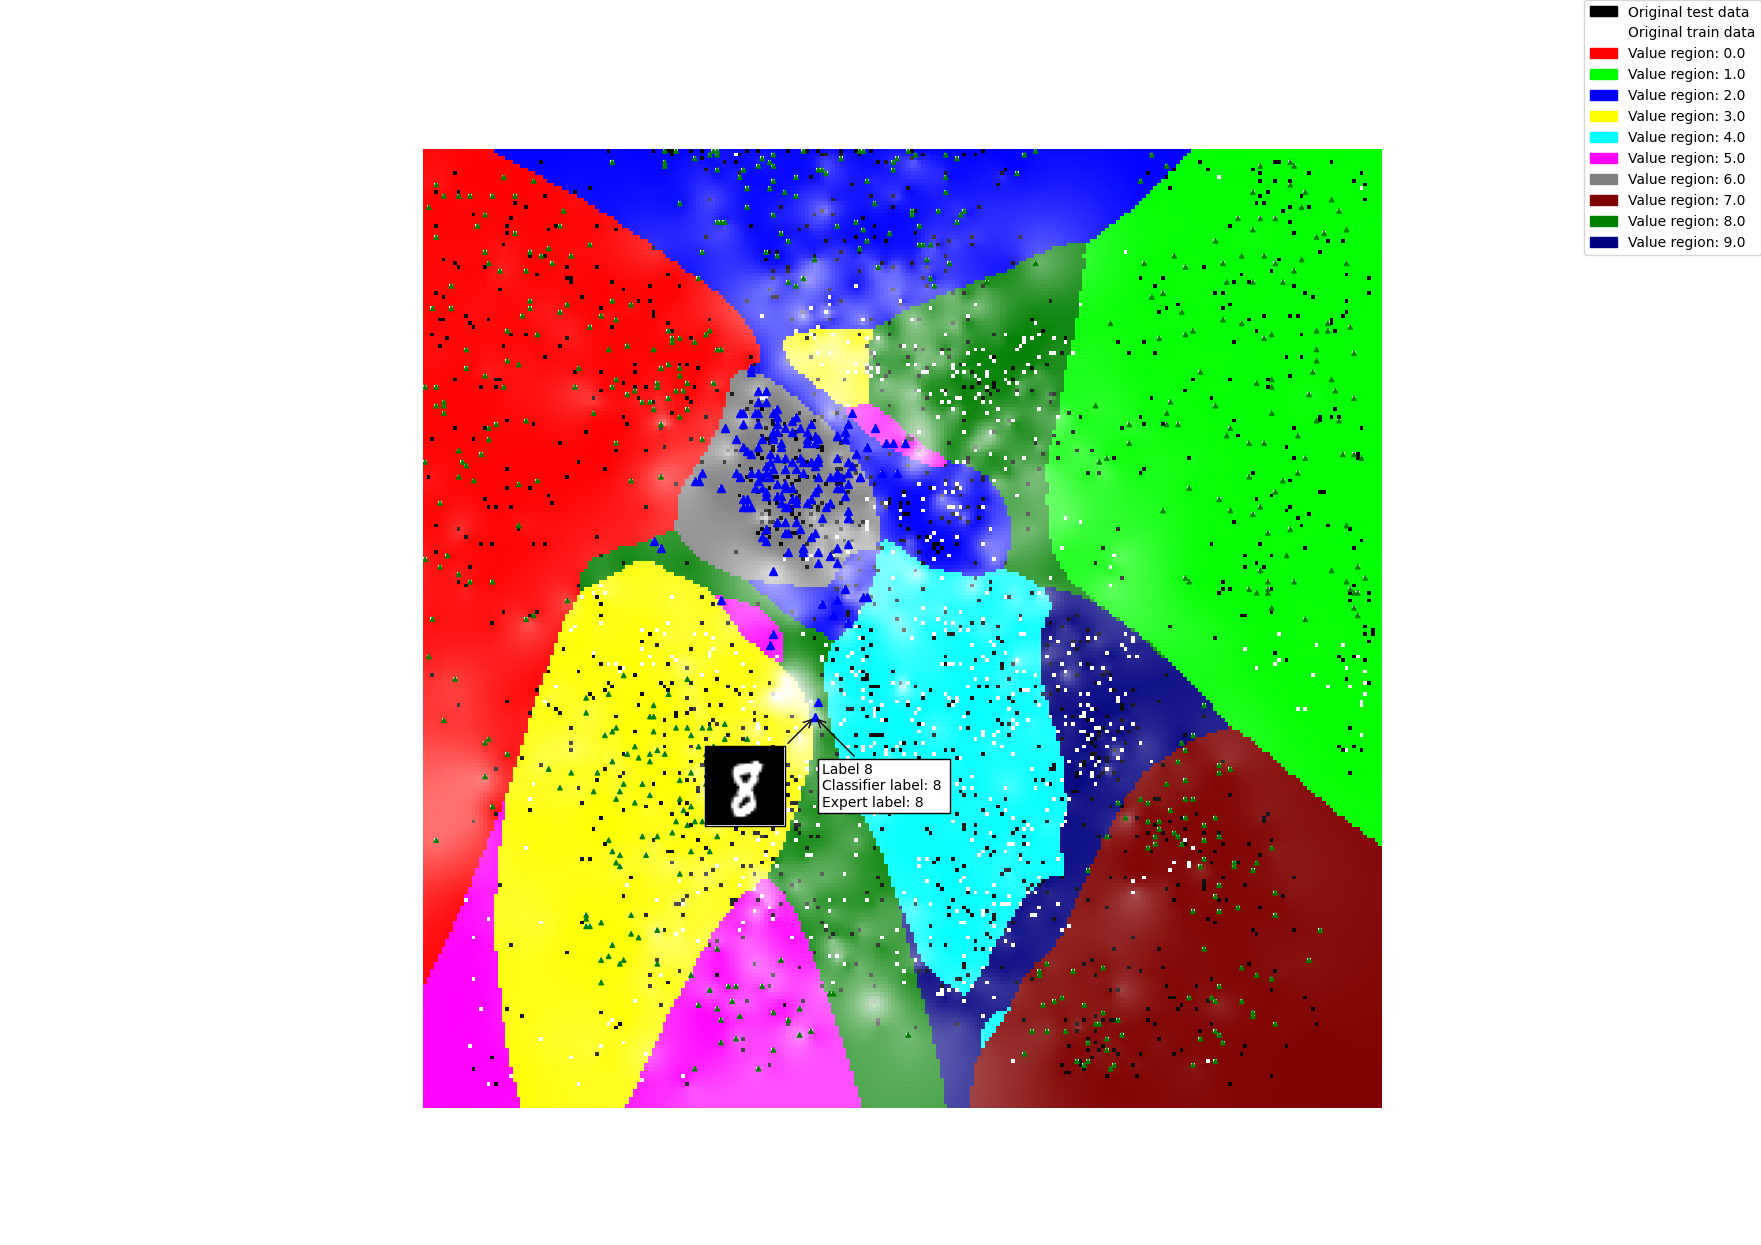 Original test data
Original train data
Value region: 0.0
Value region: 1.0
Value region: 2.0
Value region: 3.0
Value region: 4.0
Value region: 5.0
Value region: 6.0
Value region: 7.0
Value region: 8.0
Value region: 9.0
8
Label 8
Classifier label: 8
Expert label: 8